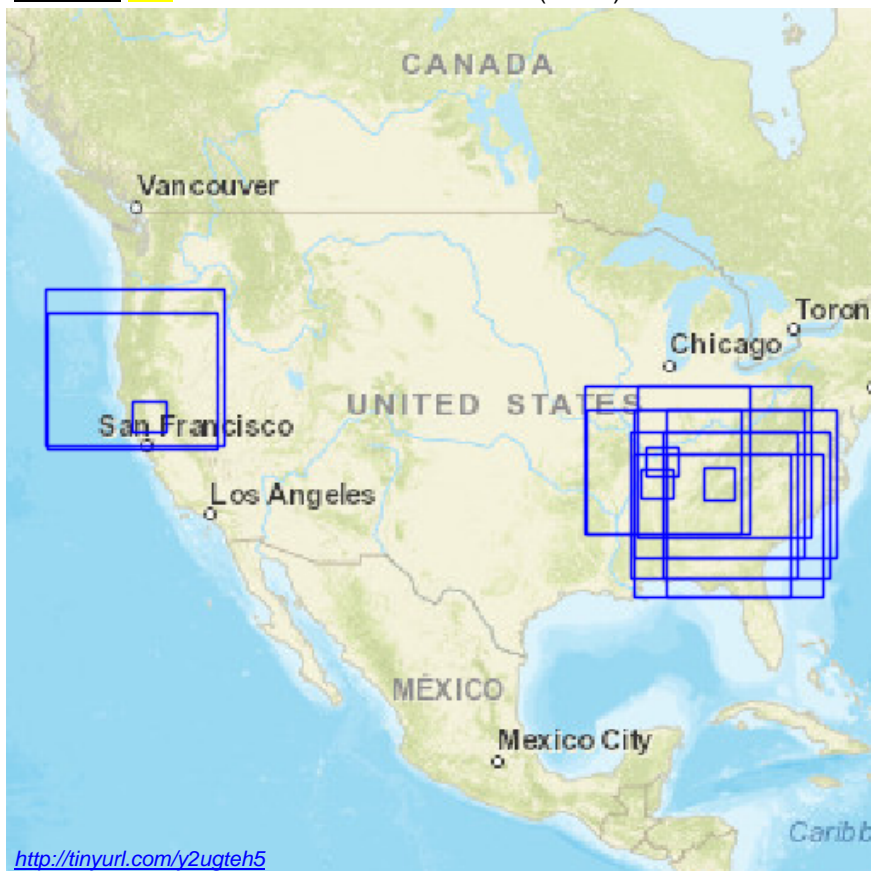 CANADA
Vancouver
Toron
Chicago
UNITED STATES
San Francisco
Los Angeles
MÉXICO
Mexico City
Caribb
http://tinyurl.com/y2ugteh5